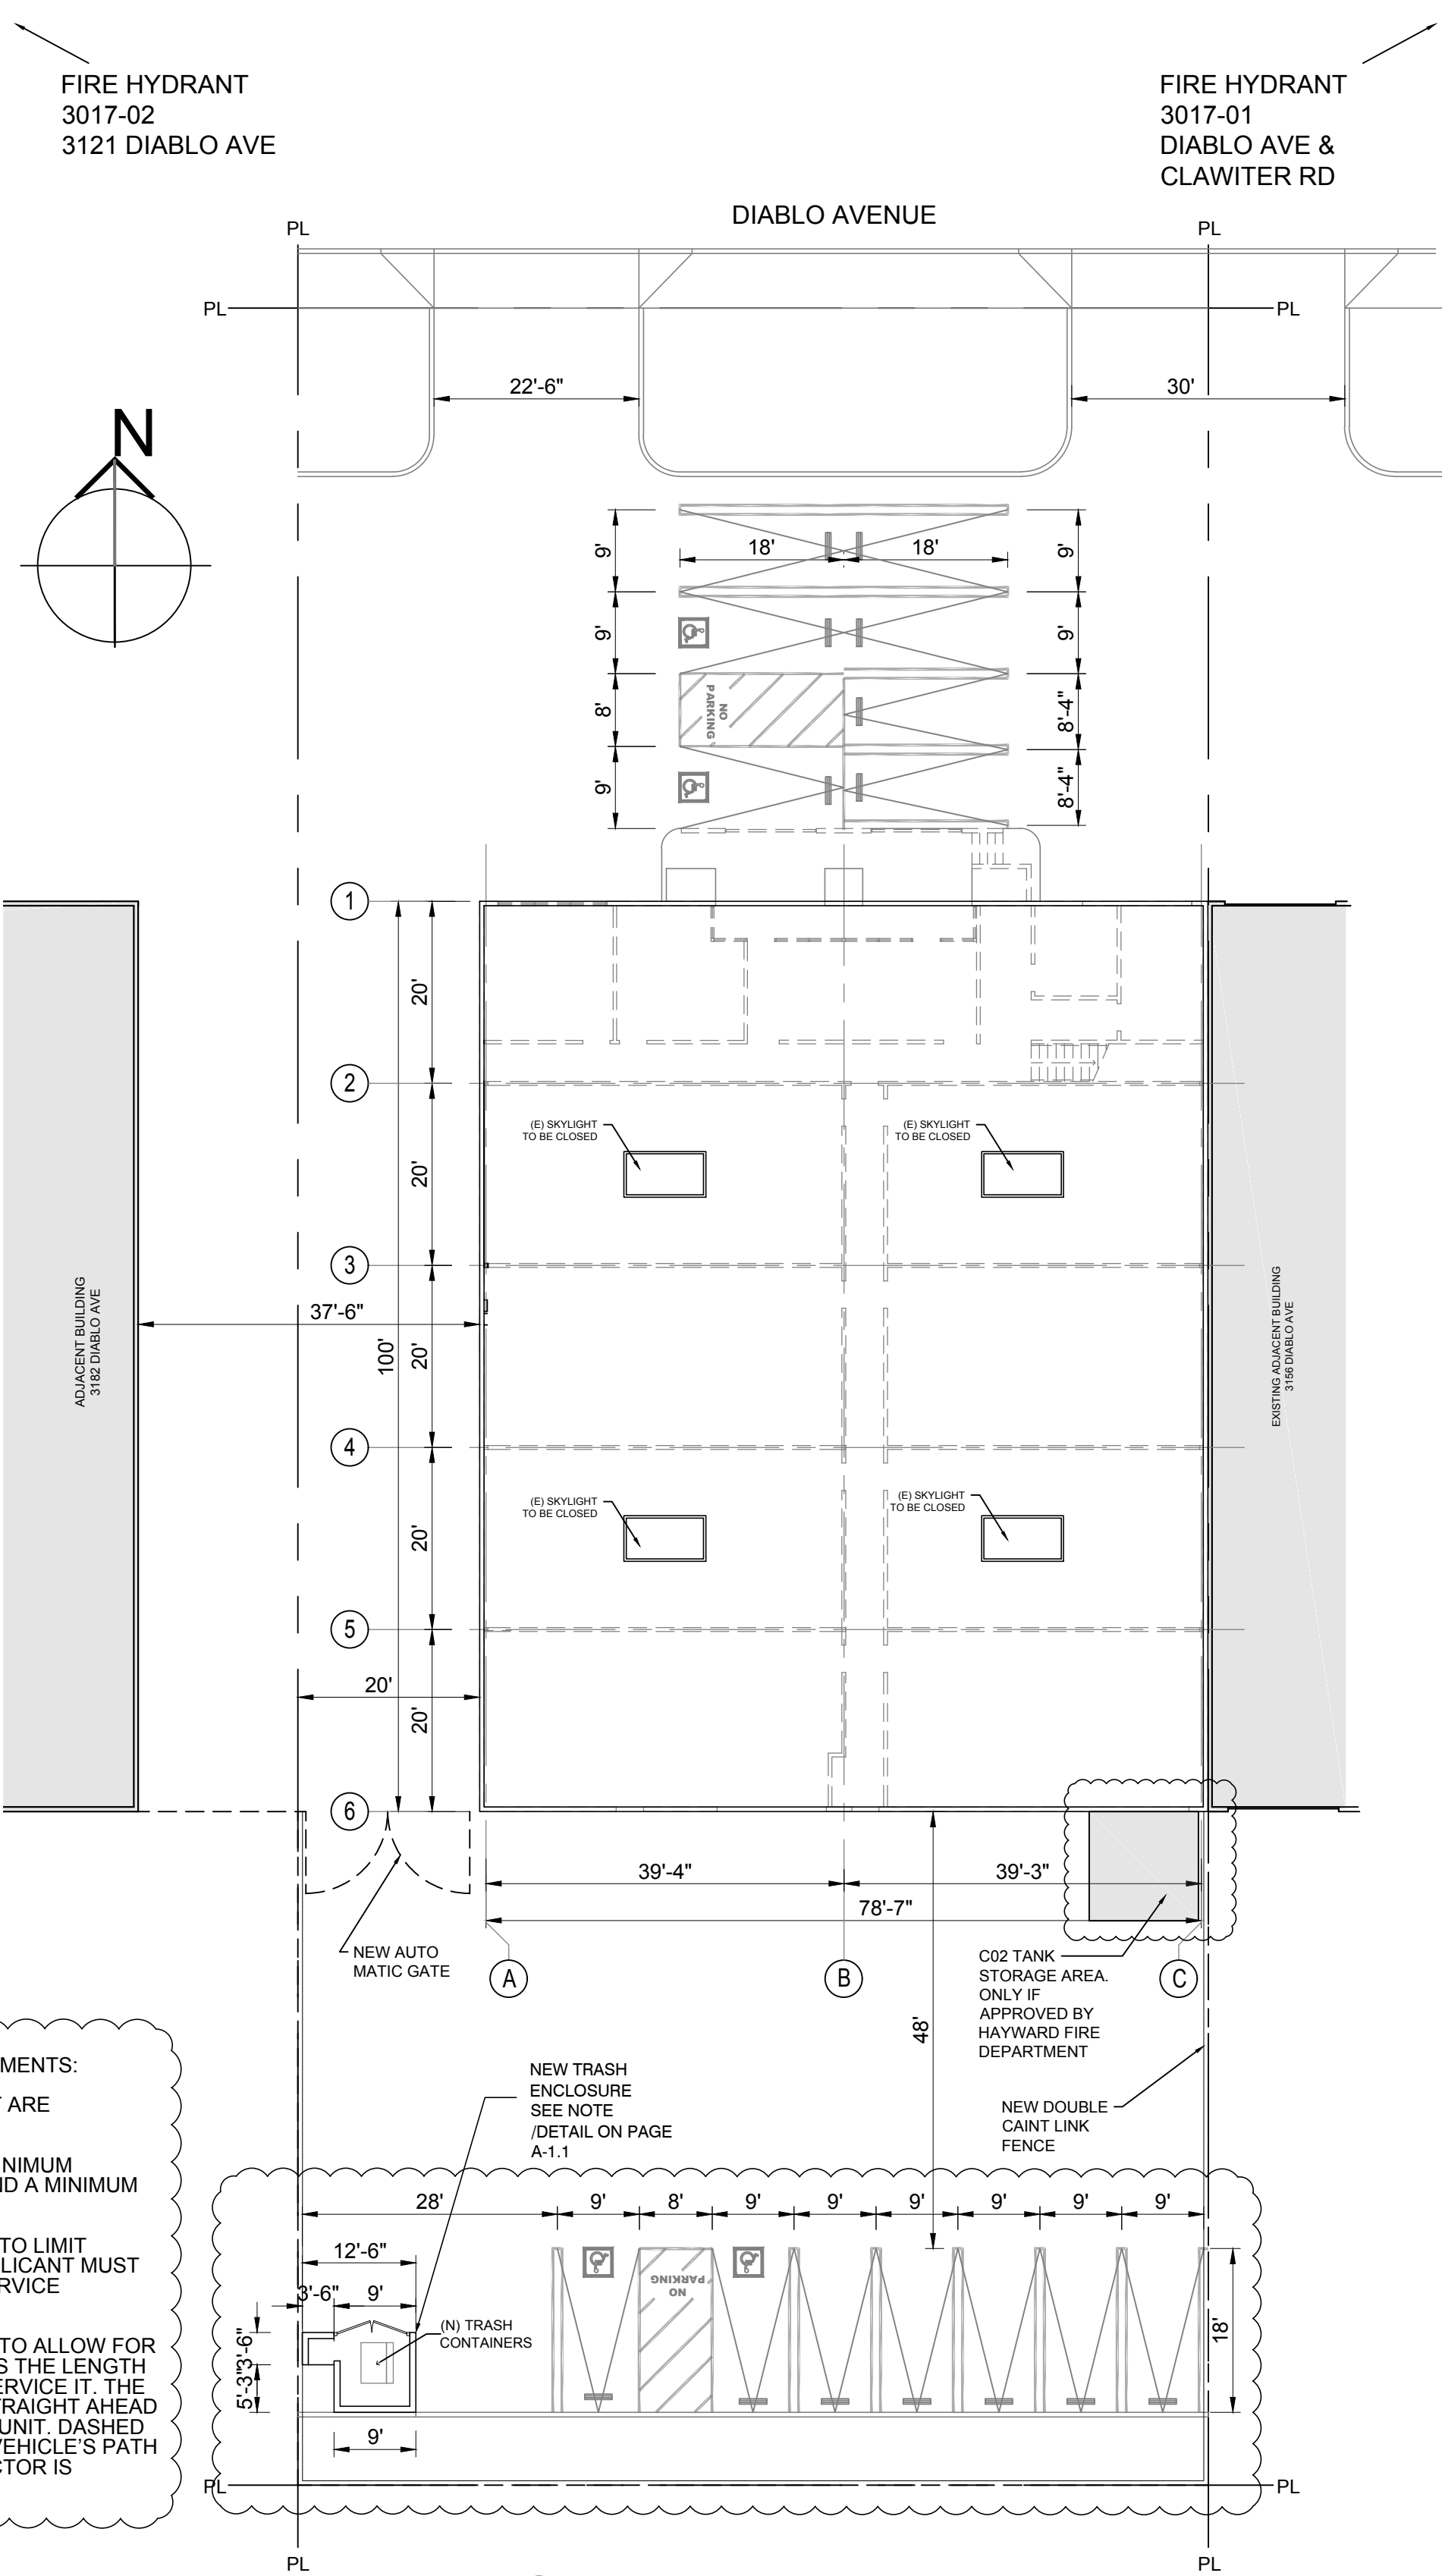 FIRE HYDRANT
3017-02
3121 DIABLO AVE
FIRE HYDRANT
3017-01
DIABLO AVE &
CLAWITER RD
DIABLO AVENUE
PL
PL
PL
PL
22'-6"
30'
N
9'
18'
18'
9'
9'
9'
8'
NO
PARKING
8'-4"
9'
8'-4"
1
20'
2
(E) SKYLIGHT
TO BE CLOSED
(E) SKYLIGHT
TO BE CLOSED
20'
3
ADJACENT BUILDING
3182 DIABLO AVE
37'-6"
100'
20'
EXISTING ADJACENT BUILDING
3156 DIABLO AVE
4
(E) SKYLIGHT
TO BE CLOSED
(E) SKYLIGHT
TO BE CLOSED
20'
5
20'
20'
6
39'-4"
39'-3"
78'-7"
NEW AUTO
MATIC GATE
A
B
C
C02 TANK
STORAGE AREA.
ONLY IF
APPROVED BY
HAYWARD FIRE
DEPARTMENT
48'
NEW TRASH
ENCLOSURE
SEE NOTE
/DETAIL ON PAGE
A-1.1
NEW DOUBLE
CAINT LINK
FENCE
MENTS:
T ARE
NIMUM
ND A MINIMUM
TO LIMIT
LICANT MUST
ERVICE
TO ALLOW FOR
S THE LENGTH
ERVICE IT. THE
TRAIGHT AHEAD
UNIT. DASHED
VEHICLE'S PATH
CTOR IS
28'
9'
8'
9'
9'
9'
9'
9'
9'
12'-6"
3'-6"
9'
NO
PARKING
(N) TRASH
CONTAINERS
3'-6"
5'-3"
18'
9'
PL
PL
PL
PL